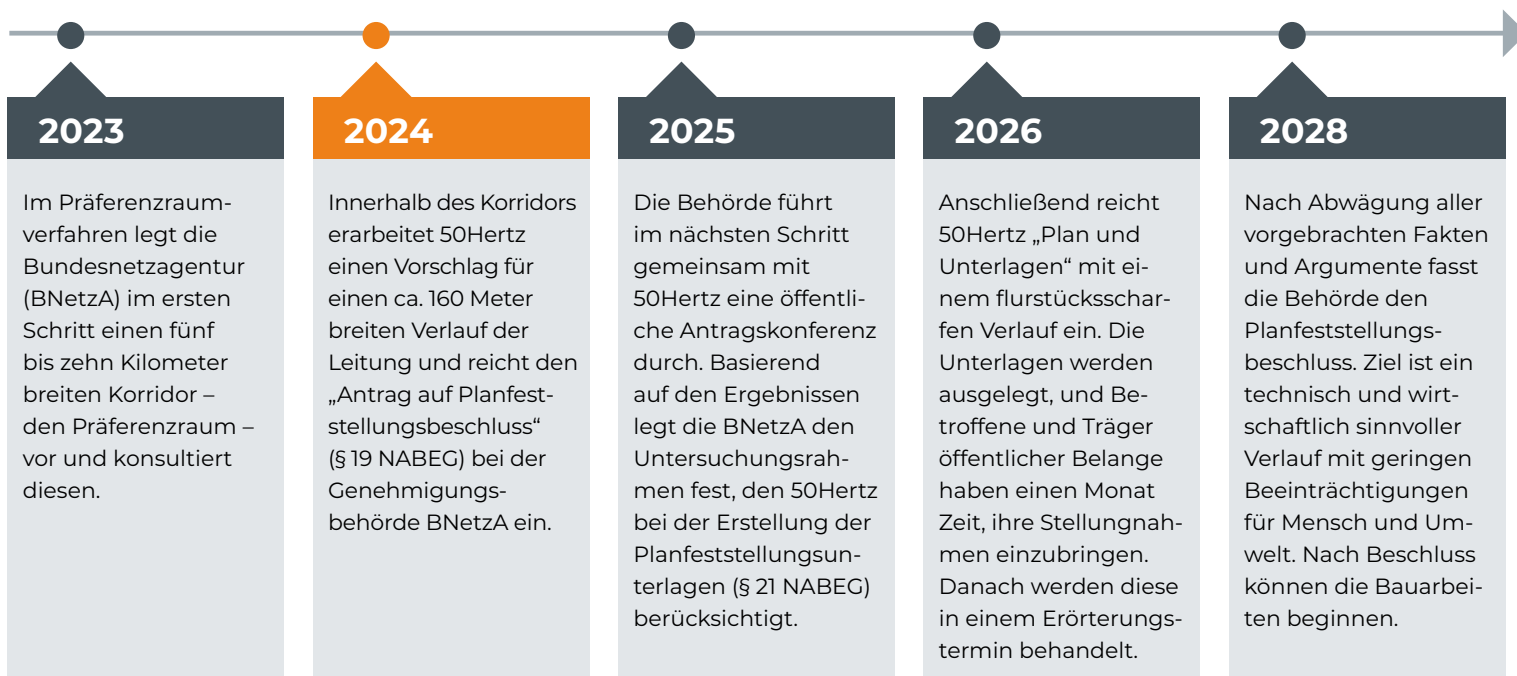 2023
Im Präferenzraum-
verfahren legt die
Bundesnetzagentur
(BNetzA) im ersten
Schritt einen fünf
bis zehn Kilometer
breiten Korridor –
den Präferenzraum –
vor und konsultiert
diesen.
2024
Innerhalb des Korridors
erarbeitet 50Hertz
einen Vorschlag für
einen ca. 160 Meter
breiten Verlauf der
Leitung und reicht den
„Antrag auf Planfest-
stellungsbeschluss“
(§ 19 NABEG) bei der
Genehmigungs-
behörde BNetzA ein.
2025
Die Behörde führt
im nächsten Schritt
gemeinsam mit
50Hertz eine öffentli-
che Antragskonferenz
durch. Basierend
auf den Ergebnissen
legt die BNetzA den
Untersuchungsrah-
men fest, den 50Hertz
bei der Erstellung der
Planfeststellungsun-
terlagen (§ 21 NABEG)
berücksichtigt.
2026
Anschließend reicht
50Hertz „Plan und
Unterlagen“ mit ei-
nem flurstücksschar-
fen Verlauf ein. Die
Unterlagen werden
ausgelegt, und Be-
troffene und Träger
öffentlicher Belange
haben einen Monat
Zeit, ihre Stellungnah-
men einzubringen.
Danach werden diese
in einem Erörterungs-
termin behandelt.
2028
Nach Abwägung aller
vorgebrachten Fakten
und Argumente fasst
die Behörde den
Planfeststellungs-
beschluss. Ziel ist ein
technisch und wirt-
schaftlich sinnvoller
Verlauf mit geringen
Beeinträchtigungen
für Mensch und Um-
welt. Nach Beschluss
können die Bauarbei-
ten beginnen.